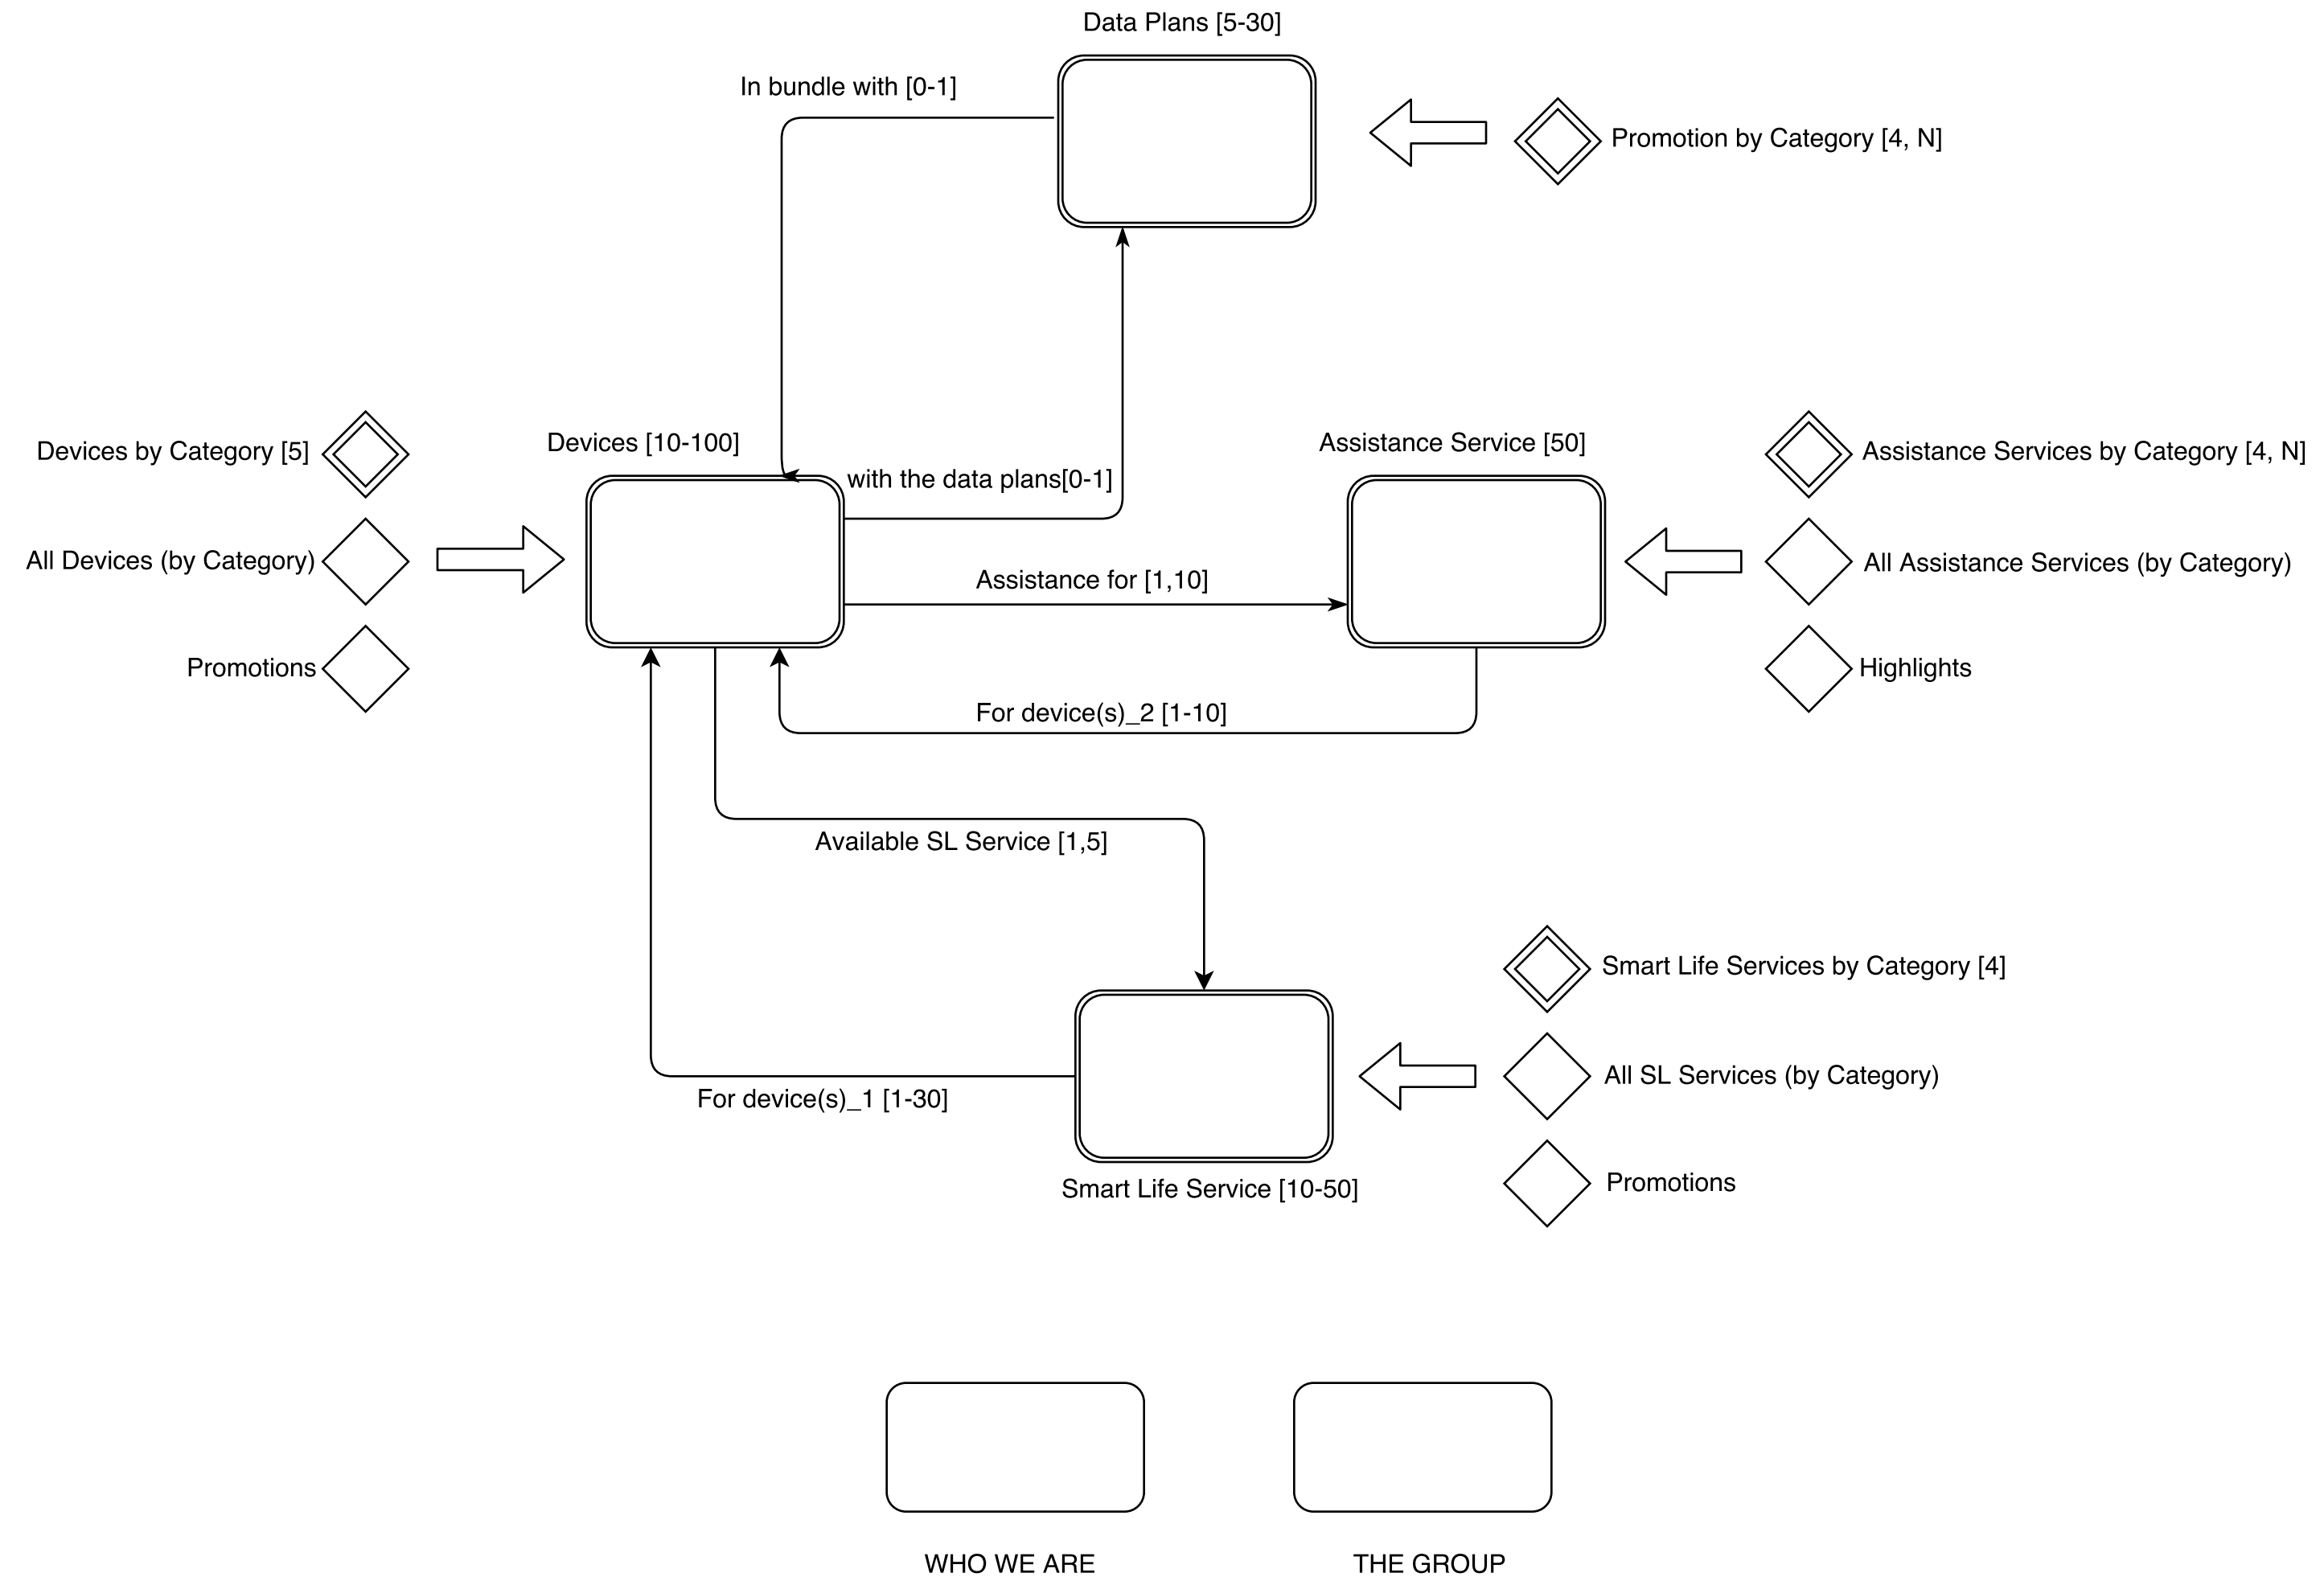 Data Plans [5-30]
In bundle with [0-1]
Promotion by Category [4, N]
Devices by Category [5]
Devices [10-100]
with the data plans[0-1]
Assistance Service [50]
Assistance Services by Category [4, N]
All Devices (by Category)
Assistance for [1,10]
All Assistance Services (by Category)
Promotions
For device(s)_2 [1-10]
Highlights
Available SL Service [1,5]
Smart Life Services by Category [4]
For device(s)_1 [1-30]
All SL Services (by Category)
Smart Life Service [10-50]
Promotions
WHO WE ARE
THE GROUP